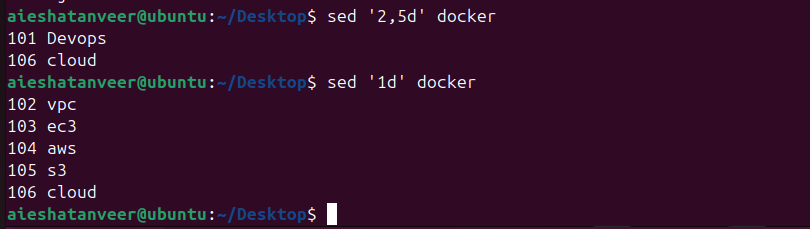 aieshatanveer@ubuntu:~/Desktop$ sed '2,5d' docker
101 Devops
106 cloud
aieshatanveer@ubuntu:~/Desktop$ sed '1d' docker
102 vpc
103 ec3
104 aws
105 s3
106 cloud
aieshatanveer@ubuntu:~/Desktop$